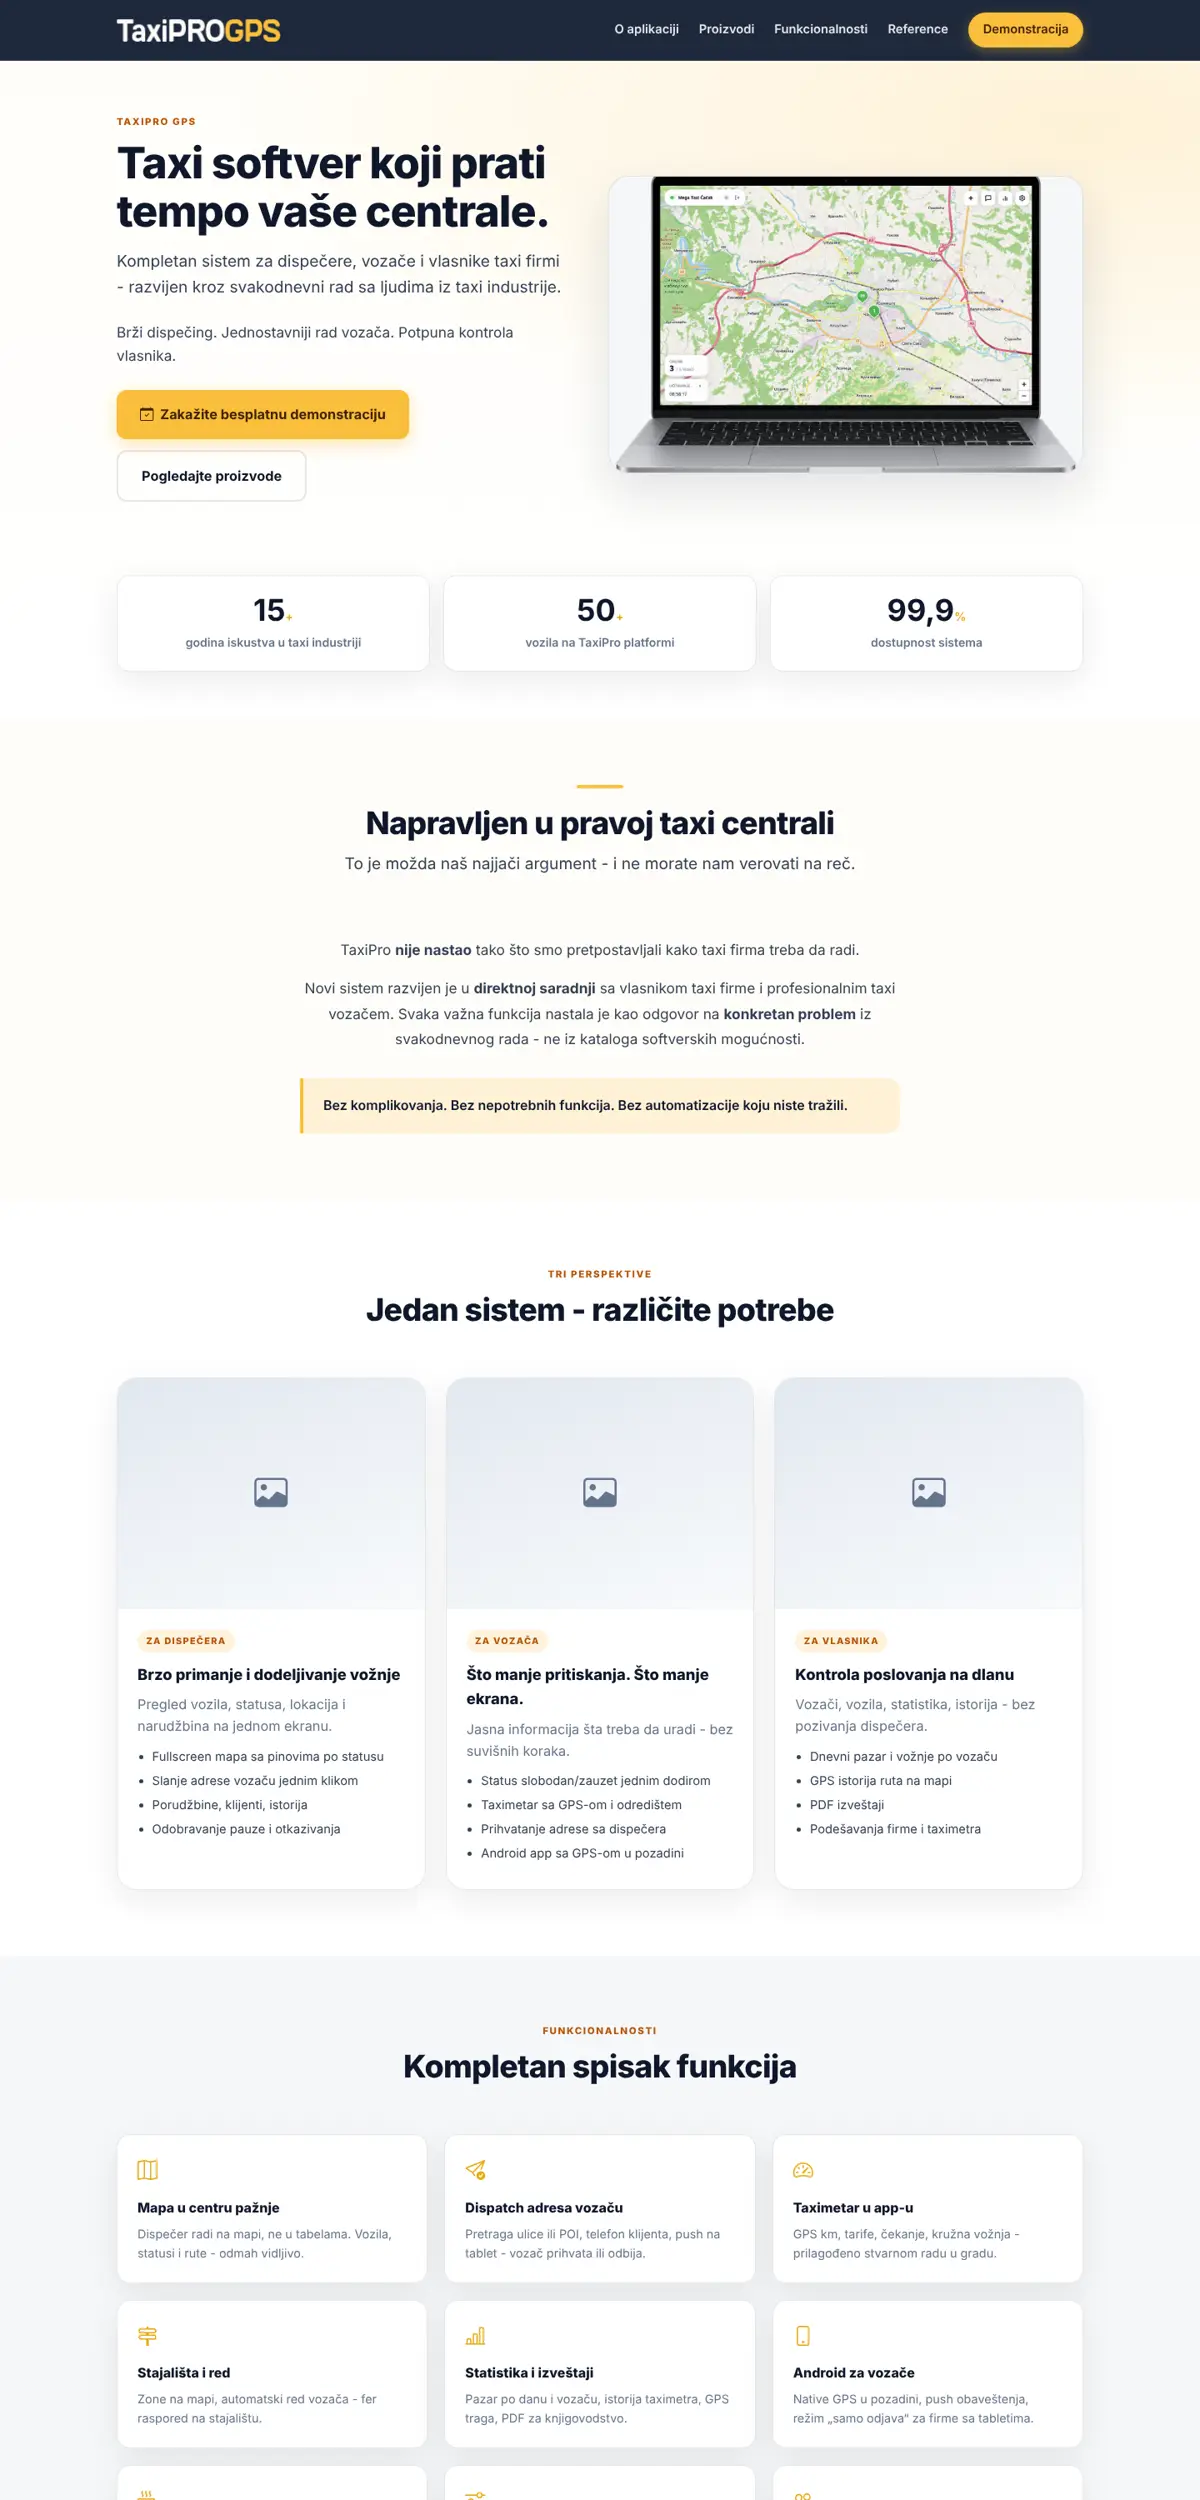 TaxiPROGPS
O aplikaciji
Proizvodi
Funkcionalnosti
Reference
Demonstracija
TAXIPRO GPS
Taxi softver koji prati
tempo vaše centrale.
Kompletan sistem za dispečere, vozače i vlasnike taxi firmi
- razvijen kroz svakodnevni rad sa ljudima iz taxi industrije.
Brži dispečing. Jednostavniji rad vozača. Potpuna kontrola
vlasnika.
Zakažite besplatnu demonstraciju
Pogledajte proizvode
15+
godina iskustva u taxi industriji
50+
vozila na TaxiPro platformi
99,9%
dostupnost sistema
Napravljen u pravoj taxi centrali
To je možda naš najjači argument - i ne morate nam verovati na reč.
TaxiPro nije nastao tako što smo pretpostavljali kako taxi firma treba da radi.
Novi sistem razvijen je u direktnoj saradnji sa vlasnikom taxi firme i profesionalnim taxi
vozačem. Svaka važna funkcija nastala je kao odgovor na konkretan problem iz
svakodnevnog rada - ne iz kataloga softverskih mogućnosti.
Bez komplikovanja. Bez nepotrebnih funkcija. Bez automatizacije koju niste tražili.
TRI PERSPEKTIVE
Jedan sistem - različite potrebe
ZA DISPEČERA
Brzo primanje i dodeljivanje vožnje
Pregled vozila, statusa, lokacija i
narudžbina na jednom ekranu.
• Fullscreen mapa sa pinovima po statusu
• Slanje adrese vozaču jednim klikom
• Porudžbine, klijenti, istorija
• Odobravanje pauze i otkazivanja
ZA VOZAČA
Što manje pritiskanja. Što manje
ekrana.
Jasna informacija šta treba da uradi - bez
suvišnih koraka.
• Status slobodan/zauzet jednim dodirom
• Taximetar sa GPS-om i odredištem
• Prihvatanje adrese sa dispečera
• Android app sa GPS-om u pozadini
ZA VLASNIKA
Kontrola poslovanja na dlanu
Vozači, vozila, statistika, istorija - bez
pozivanja dispečera.
• Dnevni pazar i vožnje po vozaču
• GPS istorija ruta na mapi
• PDF izveštaji
• Podešavanja firme i taximetra
FUNKCIONALNOSTI
Kompletan spisak funkcija
Mapa u centru pažnje
Dispečer radi na mapi, ne u tabelama. Vozila,
statusi i rute - odmah vidljivo.
Dispatch adresa vozaču
Pretraga ulice ili POI, telefon klijenta, push na
tablet - vozač prihvata ili odbija.
Taximetar u app-u
GPS km, tarife, čekanje, kružna vožnja -
prilagođeno stvarnom radu u gradu.
Stajališta i red
Zone na mapi, automatski red vozača - fer
raspored na stajalištu.
Statistika i izveštaji
Pazar po danu i vozaču, istorija taximetra, GPS
traga, PDF za knjigovodstvo.
Android za vozače
Native GPS u pozadini, push obaveštenja,
režim „samo odjava“ za firme sa tabletima.